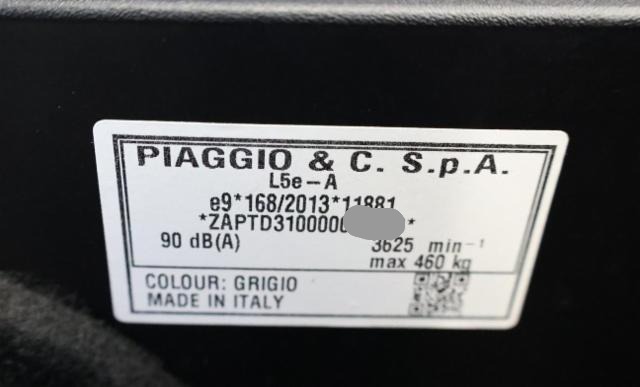 PIAGGIO & C. S.p.A.
L5e-A
e9*168/2013*11881
*ZAPTD3100000 *
90 dB(A) 3625 min⁻¹
max 460 kg
COLOUR: GRIGIO
MADE IN ITALY